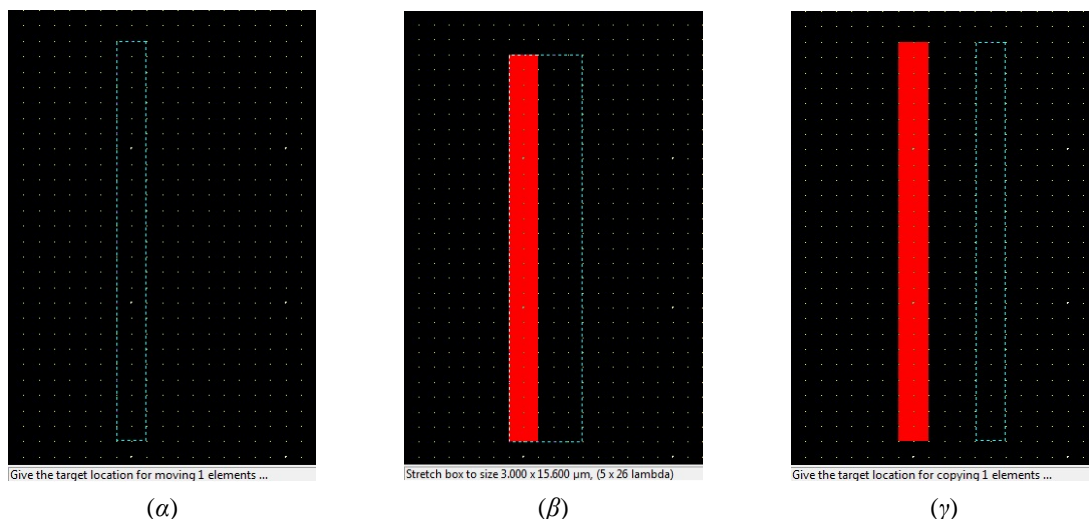 Give the target location for moving 1 elements ...
Stretch box to size 3.000 x 15.600 µm, (5 x 26 lambda)
Give the target location for copying 1 elements ...
(α)
(β)
(γ)